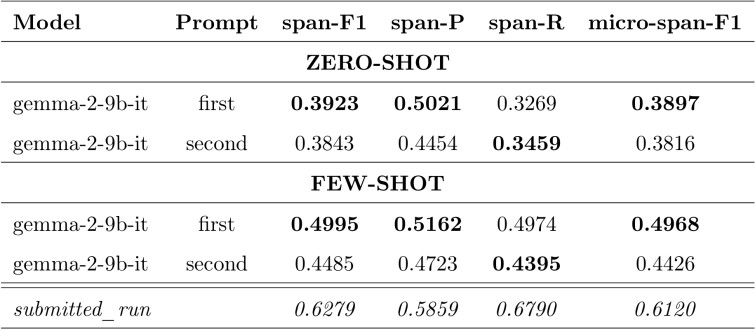 Model Prompt span-F1 span-P span-R micro-span-F1
ZERO-SHOT
gemma-2-9b-it first 0.3923 0.5021 0.3269 0.3897
gemma-2-9b-it second 0.3843 0.4454 0.3459 0.3816
FEW-SHOT
gemma-2-9b-it first 0.4995 0.5162 0.4974 0.4968
gemma-2-9b-it second 0.4485 0.4723 0.4395 0.4426
submitted_run 0.6279 0.5859 0.6790 0.6120